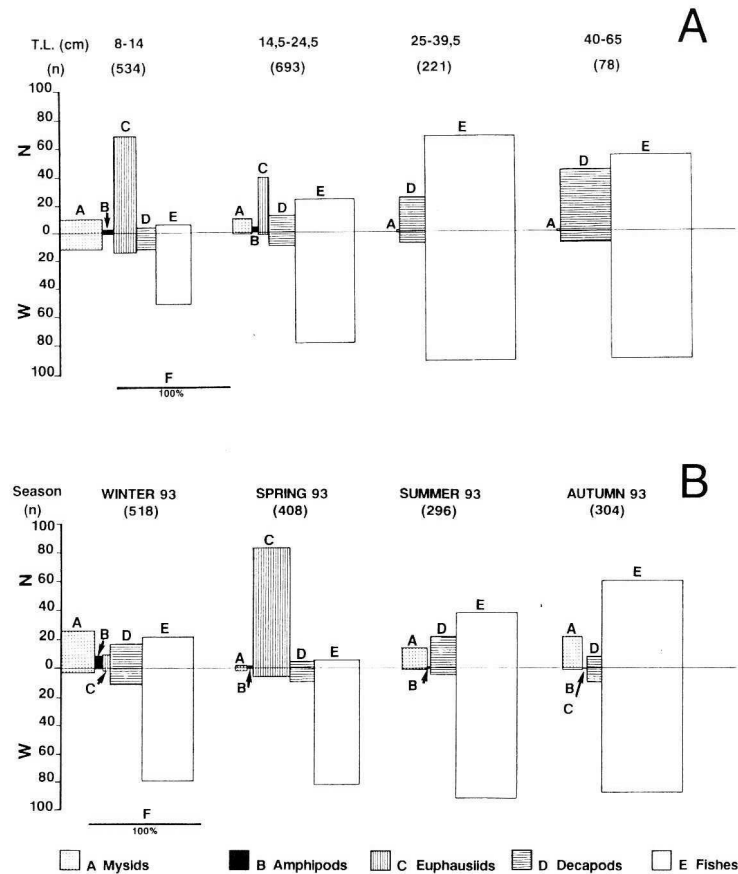 A
T.L. (cm) 8-14 14,5-24,5 25-39,5 40-65
(n) (534) (693) (221) (78)
100
80
60
40
20
0
20
40
60
80
100
N
W
A B C D E
A B C D E
A D E
A D E
F
100%
B
Season WINTER 93 SPRING 93 SUMMER 93 AUTUMN 93
(n) (518) (408) (296) (304)
100
80
60
40
20
0
20
40
60
80
100
N
W
A B C D E
A B C D E
A B D E
A B C D E
F
100%
A Mysids B Amphipods C Euphausiids D Decapods E Fishes